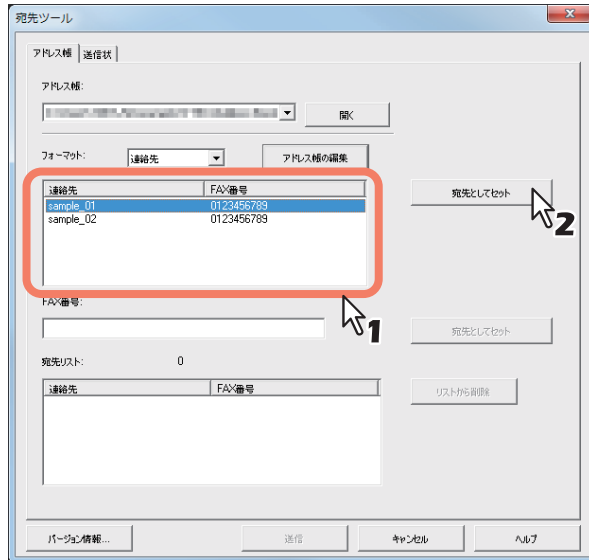 宛先ツール
アドレス帳 送信状
アドレス帳:
開く
フォーマット: 連絡先 アドレス帳の編集
連絡先 FAX番号
sample_01 0123456789
sample_02 0123456789
宛先としてセット
2
FAX番号:
1
宛先としてセット
宛先リスト: 0
連絡先 FAX番号
リストから削除
バージョン情報... 送信 キャンセル ヘルプ